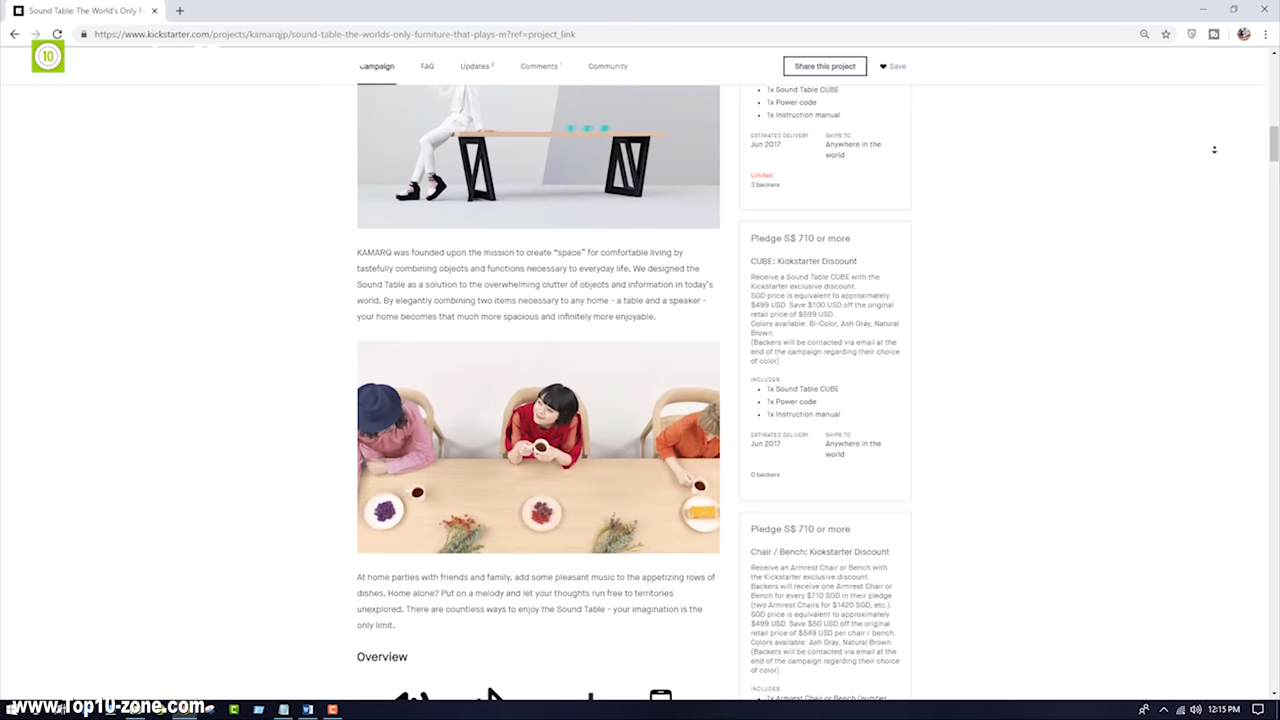 Sound Table: The World's Only F
https://www.kickstarter.com/projects/kamarqjp/sound-table-the-worlds-only-furniture-that-plays-m?ref=project_link
10
Campaign
FAQ
Updates 2
Comments 1
Community
Share this project
Save
KAMARQ was founded upon the mission to create "space" for comfortable living by
tastefully combining objects and functions necessary to everyday life. We designed the
Sound Table as a solution to the overwhelming clutter of objects and information in today's
world. By elegantly combining two items necessary to any home - a table and a speaker -
your home becomes that much more spacious and infinitely more enjoyable.
At home parties with friends and family, add some pleasant music to the appetizing rows of
dishes. Home alone? Put on a melody and let your thoughts run free to territories
unexplored. There are countless ways to enjoy the Sound Table - your imagination is the
only limit.
Overview
1x Sound Table CUBE
1x Power code
1x Instruction manual
ESTIMATED DELIVERY
Jun 2017
SHIPS TO
Anywhere in the
world
Limited
3 backers
Pledge S$ 710 or more
CUBE: Kickstarter Discount
Receive a Sound Table CUBE with the
Kickstarter exclusive discount.
SGD price is equivalent to approximately
$499 USD. Save $100 USD off the original
retail price of $599 USD.
Colors available: Bi-Color, Ash Gray, Natural
Brown
(Backers will be contacted via email at the
end of the campaign regarding their choice
of color)
INCLUDES:
1x Sound Table CUBE
1x Power code
1x Instruction manual
ESTIMATED DELIVERY
Jun 2017
SHIPS TO
Anywhere in the
world
0 backers
Pledge S$ 710 or more
Chair / Bench: Kickstarter Discount
Receive an Armrest Chair or Bench with
the Kickstarter exclusive discount.
Backers will receive one Armrest Chair or
Bench for every $710 SGD in their pledge
(two Armrest Chairs for $1420 SGD, etc.).
SGD price is equivalent to approximately
$499 USD. Save $50 USD off the original
retail price of $549 USD per chair / bench.
Colors available: Ash Gray, Natural Brown
(Backers will be contacted via email at the
end of the campaign regarding their choice
of color)
INCLUDES:
1x Armrest Chair or Bench (number
12:15 PM